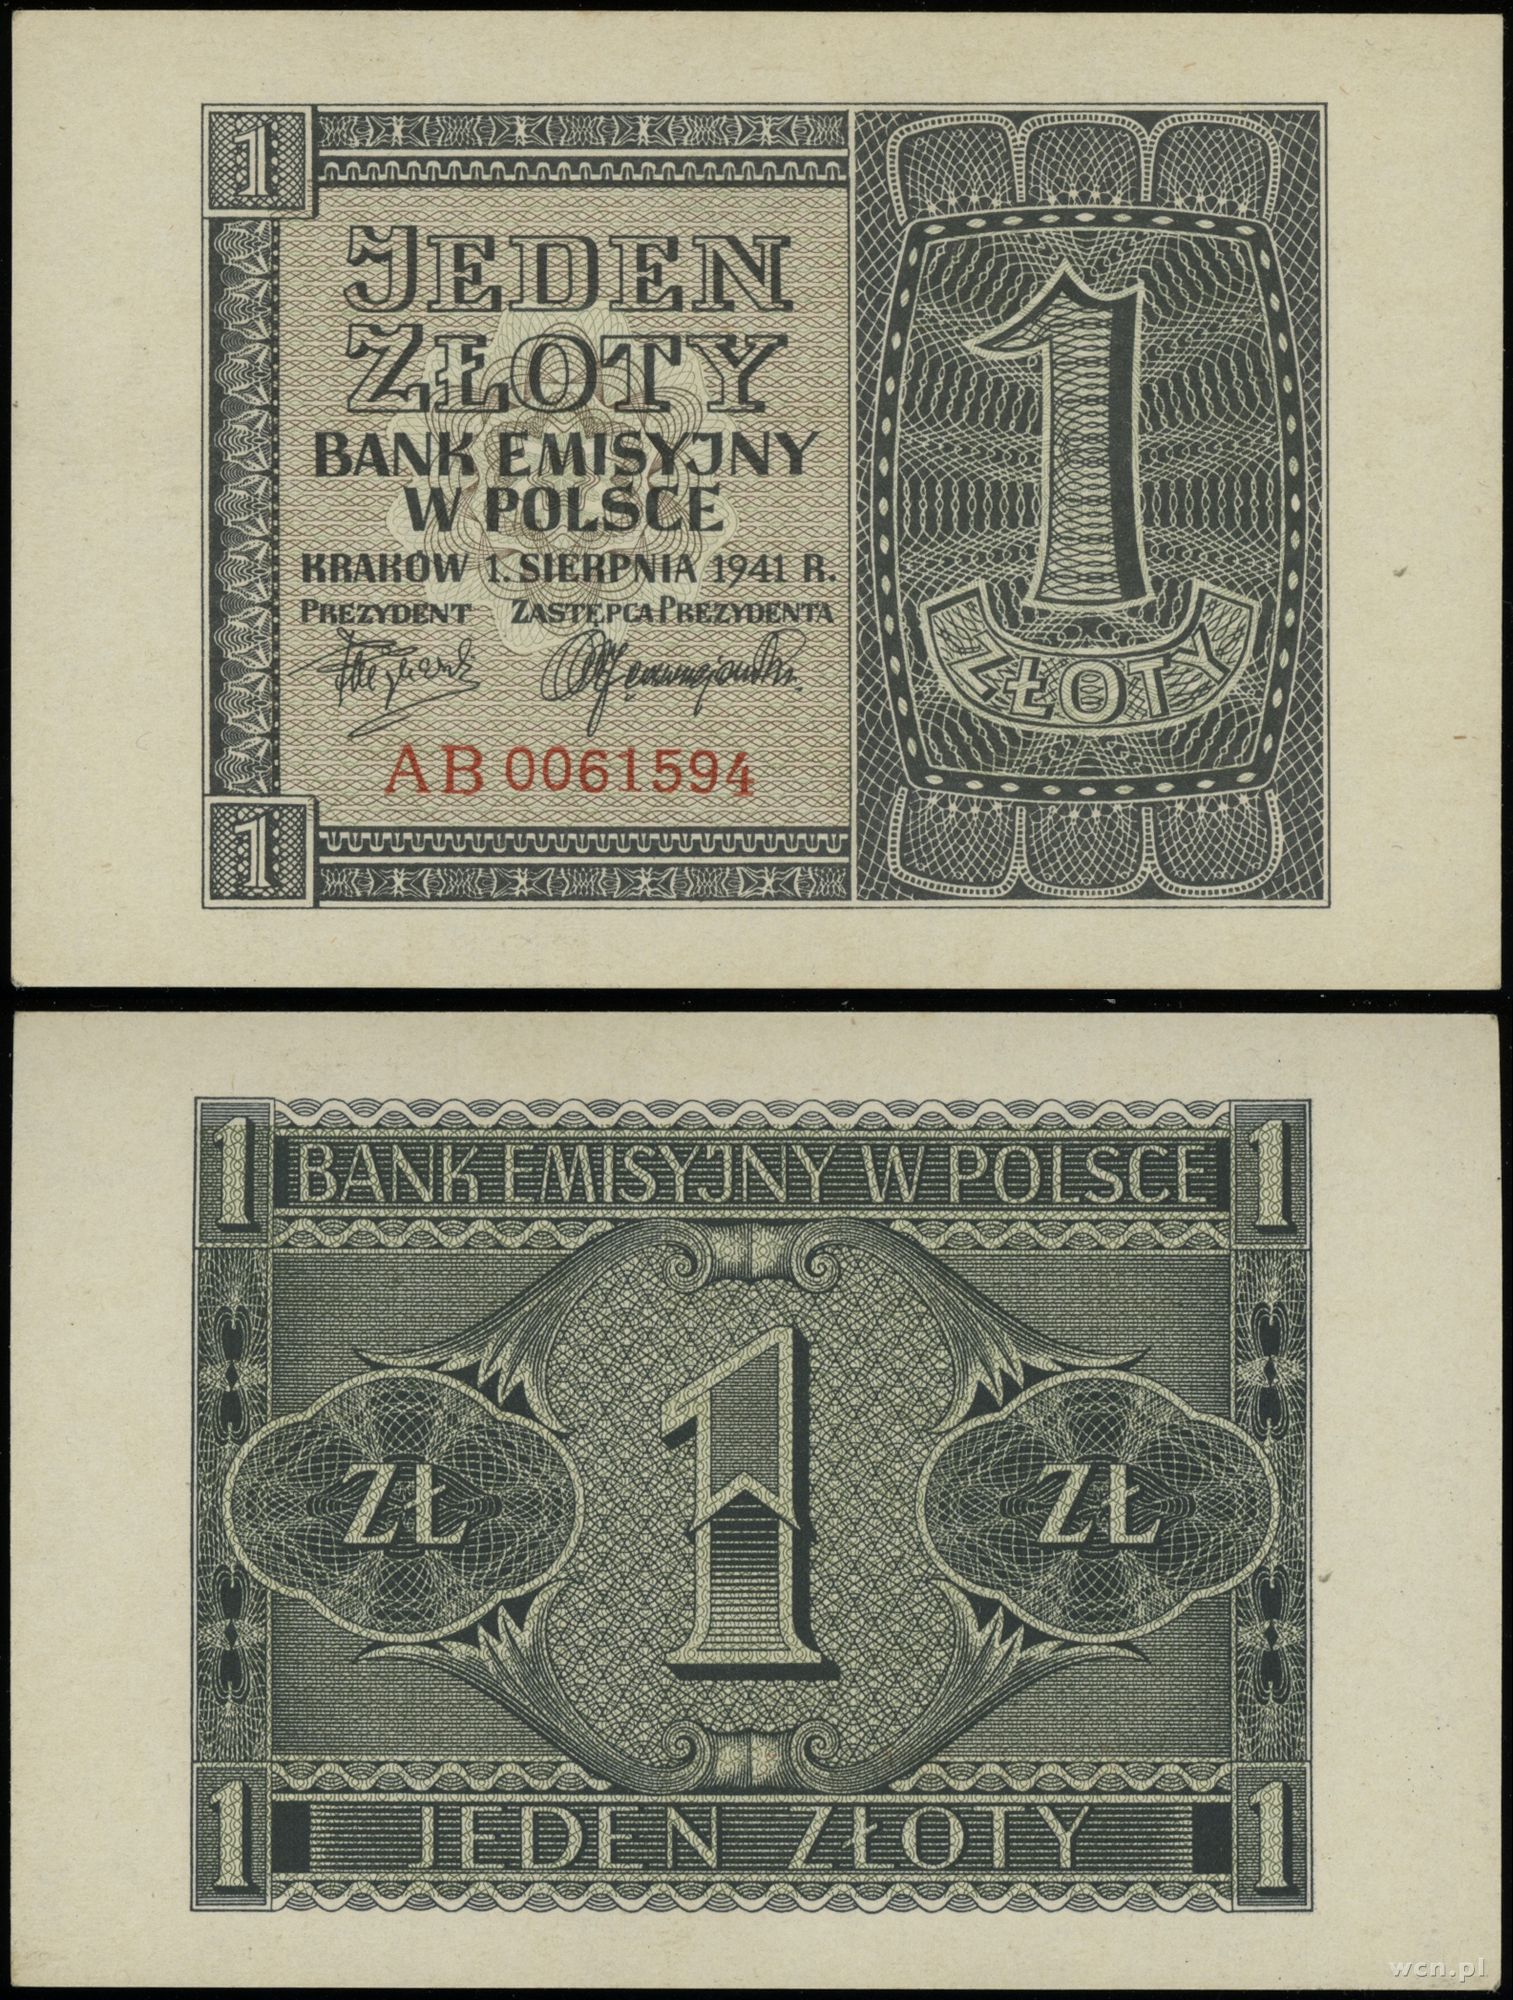 1
JEDEN
ZŁOTY
BANK EMISYJNY
W POLSCE
KRAKÓW 1. SIERPNIA 1941 R.
PREZYDENT ZASTĘPCA PREZYDENTA
AB 0061594
1
1
ZŁOTY
1 1
BANK EMISYJNY W POLSCE
ZŁ 1 ZŁ
1 1
JEDEN ZŁOTY
wcn.pl